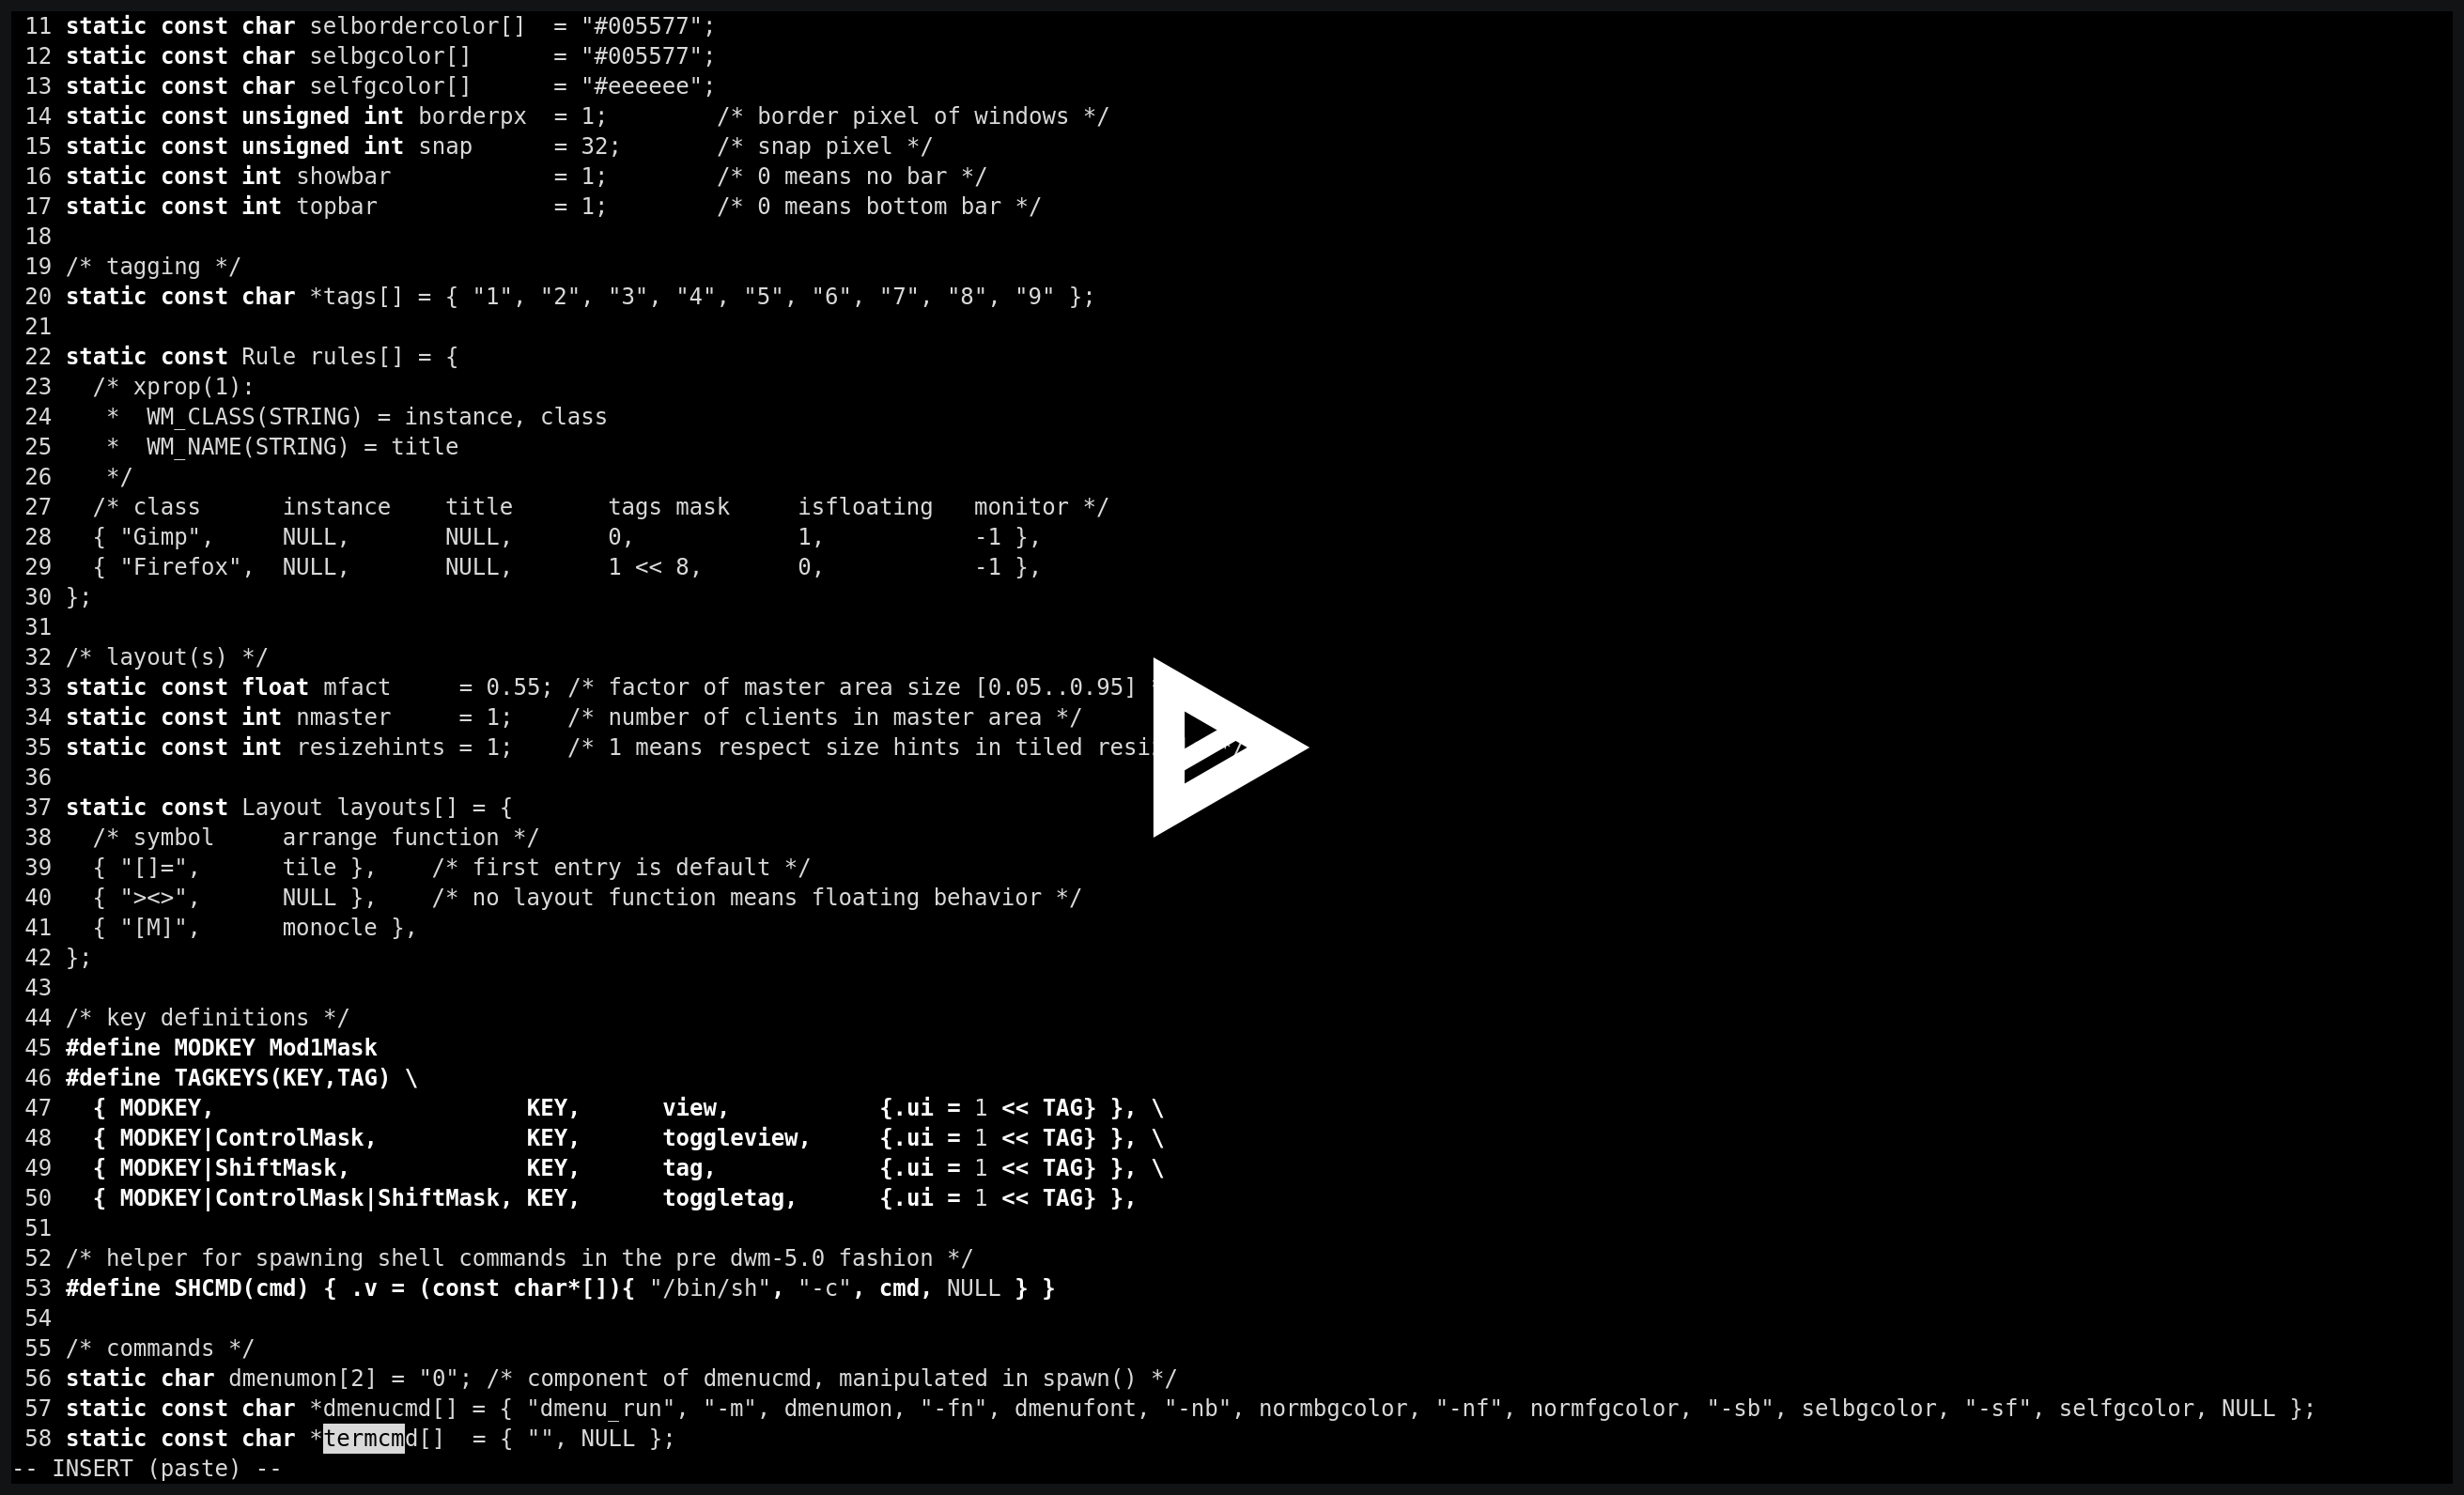 11 static const char selbordercolor[]  = "#005577";
12 static const char selbgcolor[]      = "#005577";
13 static const char selfgcolor[]      = "#eeeeee";
14 static const unsigned int borderpx  = 1;        /* border pixel of windows */
15 static const unsigned int snap      = 32;       /* snap pixel */
16 static const int showbar            = 1;        /* 0 means no bar */
17 static const int topbar             = 1;        /* 0 means bottom bar */
18
19 /* tagging */
20 static const char *tags[] = { "1", "2", "3", "4", "5", "6", "7", "8", "9" };
21
22 static const Rule rules[] = {
23   /* xprop(1):
24    *  WM_CLASS(STRING) = instance, class
25    *  WM_NAME(STRING) = title
26    */
27   /* class      instance    title       tags mask     isfloating   monitor */
28   { "Gimp",     NULL,       NULL,       0,            1,           -1 },
29   { "Firefox",  NULL,       NULL,       1 << 8,       0,           -1 },
30 };
31
32 /* layout(s) */
33 static const float mfact     = 0.55; /* factor of master area size [0.05..0.95]
34 static const int nmaster     = 1;    /* number of clients in master area */
35 static const int resizehints = 1;    /* 1 means respect size hints in tiled */
36
37 static const Layout layouts[] = {
38   /* symbol     arrange function */
39   { "[]=",      tile },    /* first entry is default */
40   { "><>",      NULL },    /* no layout function means floating behavior */
41   { "[M]",      monocle },
42 };
43
44 /* key definitions */
45 #define MODKEY Mod1Mask
46 #define TAGKEYS(KEY,TAG) \
47   { MODKEY,                       KEY,      view,           {.ui = 1 << TAG} }, \
48   { MODKEY|ControlMask,           KEY,      toggleview,     {.ui = 1 << TAG} }, \
49   { MODKEY|ShiftMask,             KEY,      tag,            {.ui = 1 << TAG} }, \
50   { MODKEY|ControlMask|ShiftMask, KEY,      toggletag,      {.ui = 1 << TAG} },
51
52 /* helper for spawning shell commands in the pre dwm-5.0 fashion */
53 #define SHCMD(cmd) { .v = (const char*[]){ "/bin/sh", "-c", cmd, NULL } }
54
55 /* commands */
56 static char dmenumon[2] = "0"; /* component of dmenucmd, manipulated in spawn() */
57 static const char *dmenucmd[] = { "dmenu_run", "-m", dmenumon, "-fn", dmenufont, "-nb", normbgcolor, "-nf", normfgcolor, "-sb", selbgcolor, "-sf", selfgcolor, NULL };
58 static const char *termcmd[]  = { "", NULL };
-- INSERT (paste) --